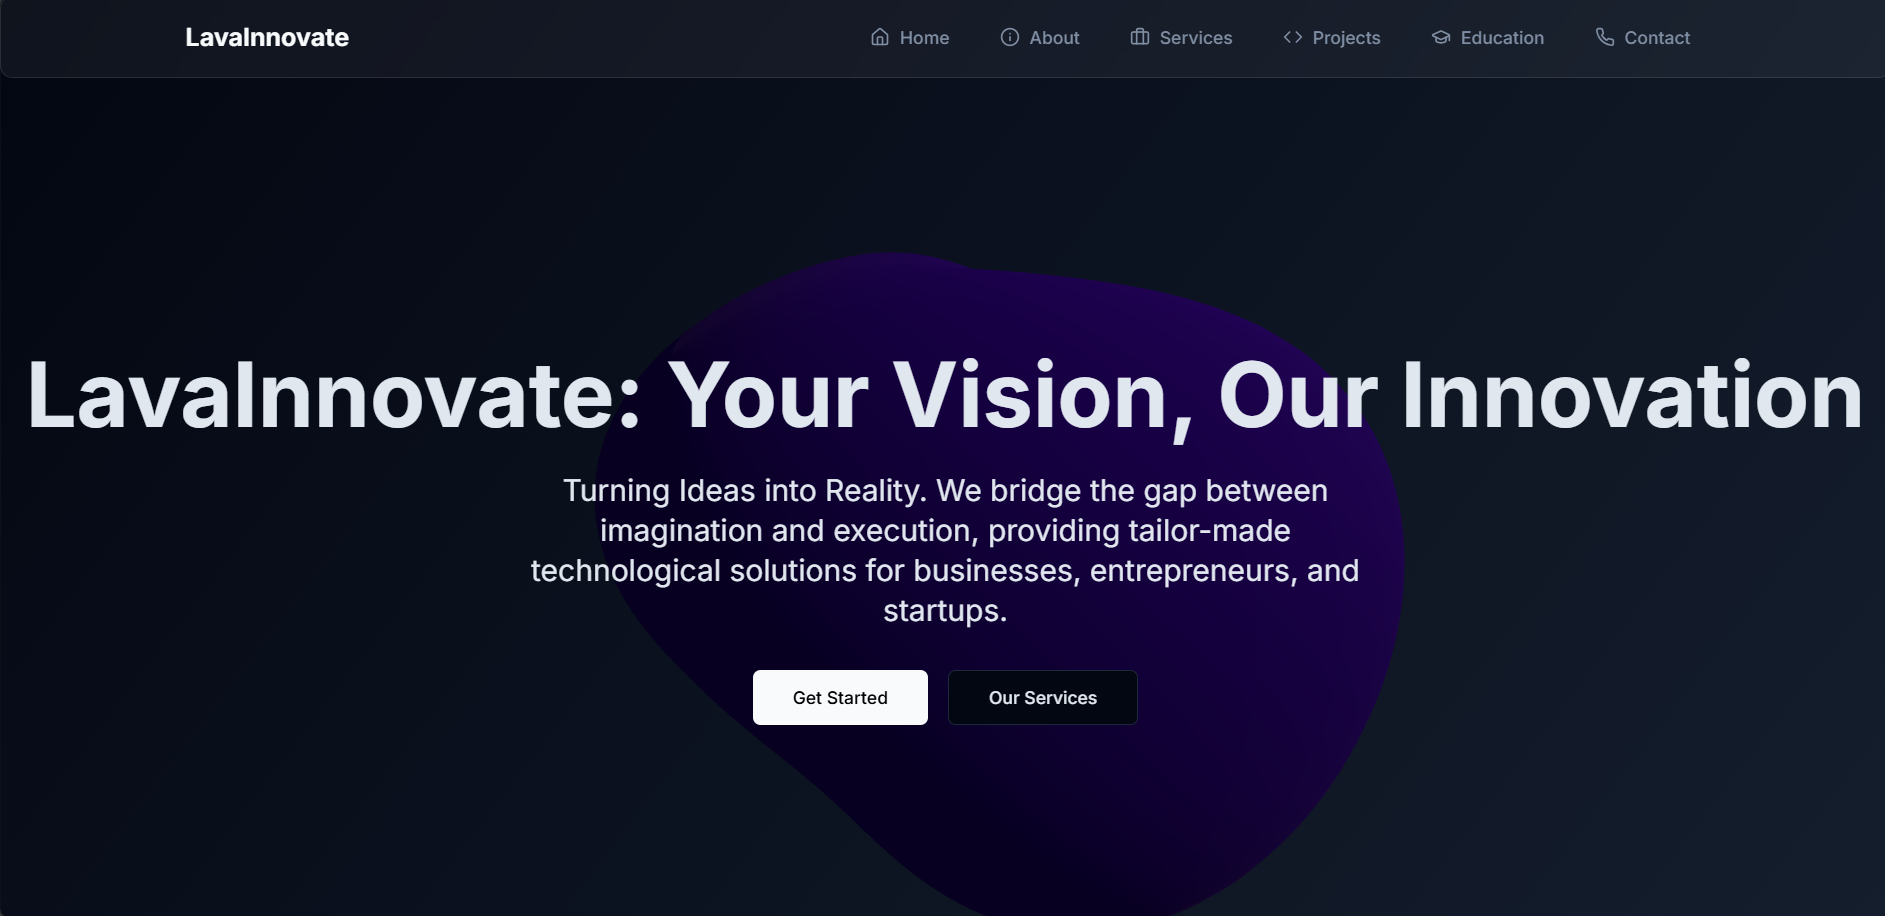 LavaInnovate
Home
About
Services
Projects
Education
Contact
LavaInnovate: Your Vision, Our Innovation
Turning Ideas into Reality. We bridge the gap between
imagination and execution, providing tailor-made
technological solutions for businesses, entrepreneurs, and
startups.
Get Started
Our Services